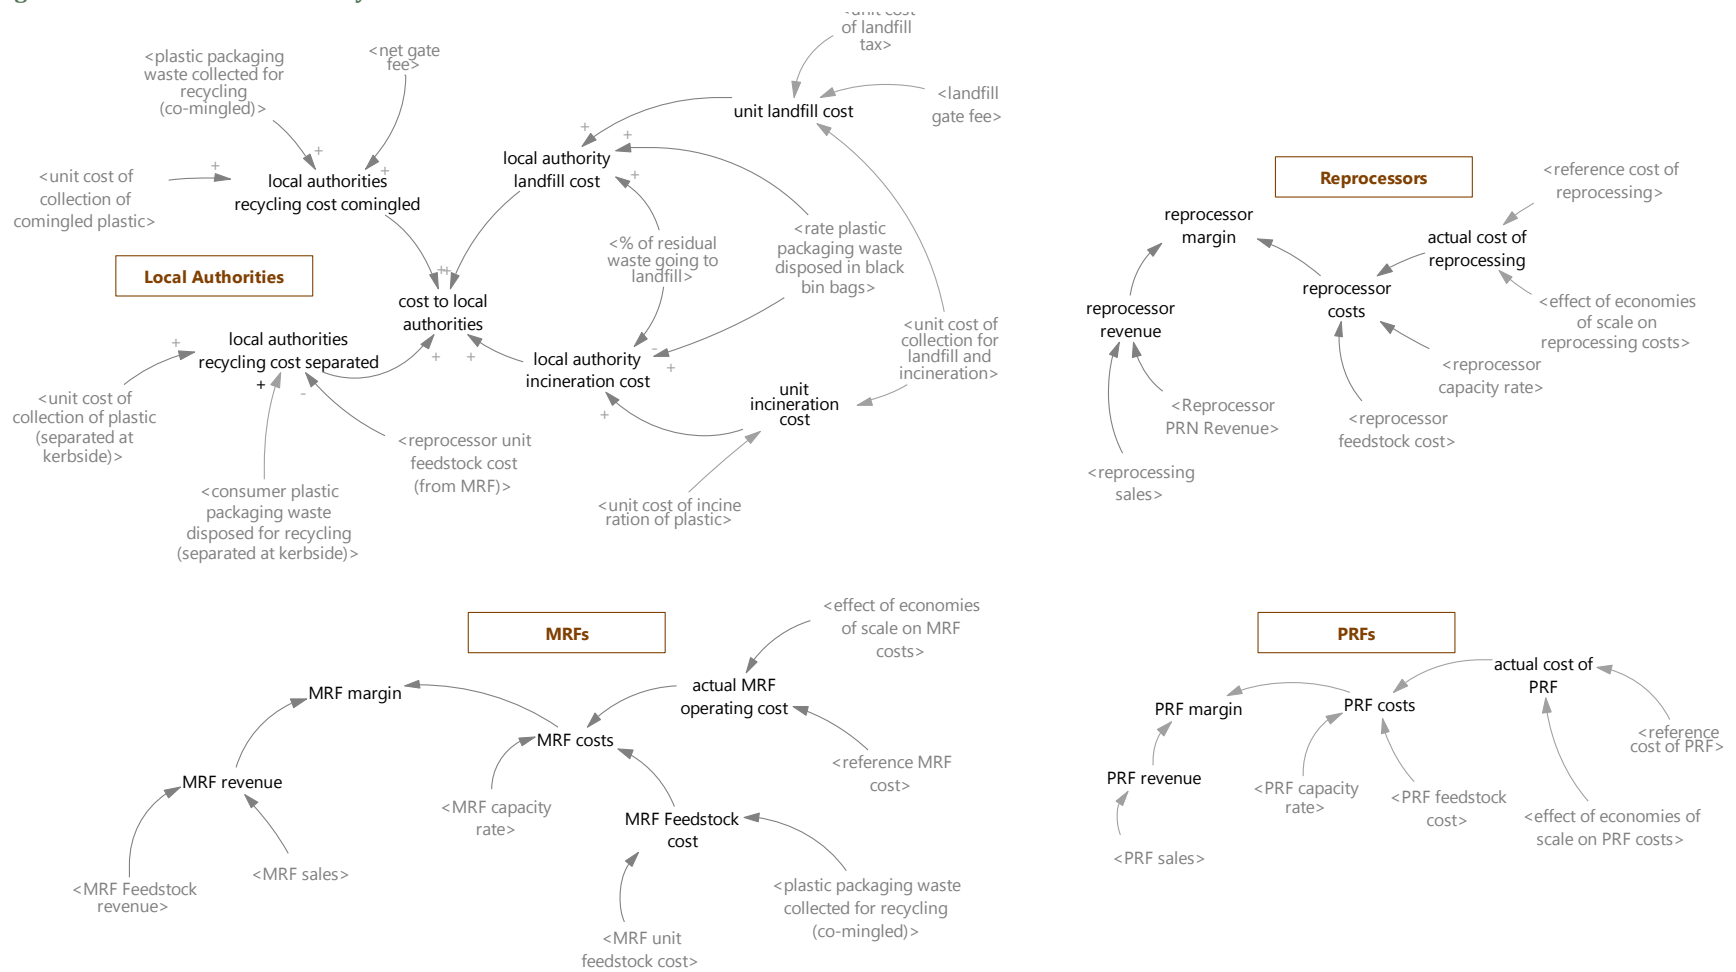 <unit cost
of landfill
tax>
<plastic packaging
waste collected for
recycling
(co-mingled)>
<net gate
fee>
unit landfill cost
<landfill
gate fee>
+
+
+
+
+
+
+
<unit cost of
collection of
comingled plastic>
local authorities
recycling cost comingled
local authority
landfill cost
<% of residual
waste going to
landfill>
<rate plastic
packaging waste
disposed in black
bin bags>
Local Authorities
++
cost to local
authorities
<unit cost of
collection for
landfill and
incineration>
+
local authorities
recycling cost separated
+
-
+
+
-
+
local authority
incineration cost
+
unit
incineration
cost
<unit cost of
collection of plastic
(separated at
kerbside)>
<reprocessor unit
feedstock cost
(from MRF)>
<consumer plastic
packaging waste
disposed for recycling
(separated at kerbside)>
<unit cost of incine
ration of plastic>
Reprocessors
<reference cost of
reprocessing>
reprocessor
margin
actual cost of
reprocessing
reprocessor
costs
reprocessor
revenue
<effect of economies
of scale on
reprocessing costs>
<reprocessor
capacity rate>
<Reprocessor
PRN Revenue>
<reprocessor
feedstock cost>
<reprocessing
sales>
MRFs
<effect of economies
of scale on MRF
costs>
MRF margin
actual MRF
operating cost
MRF costs
<reference MRF
cost>
MRF revenue
<MRF capacity
rate>
MRF Feedstock
cost
<MRF Feedstock
revenue>
<MRF sales>
<plastic packaging waste
collected for recycling
(co-mingled)>
<MRF unit
feedstock cost>
PRFs
actual cost of
PRF
PRF margin
PRF costs
<reference
cost of PRF>
PRF revenue
<PRF capacity
rate>
<PRF feedstock
cost>
<effect of economies of
scale on PRF costs>
<PRF sales>